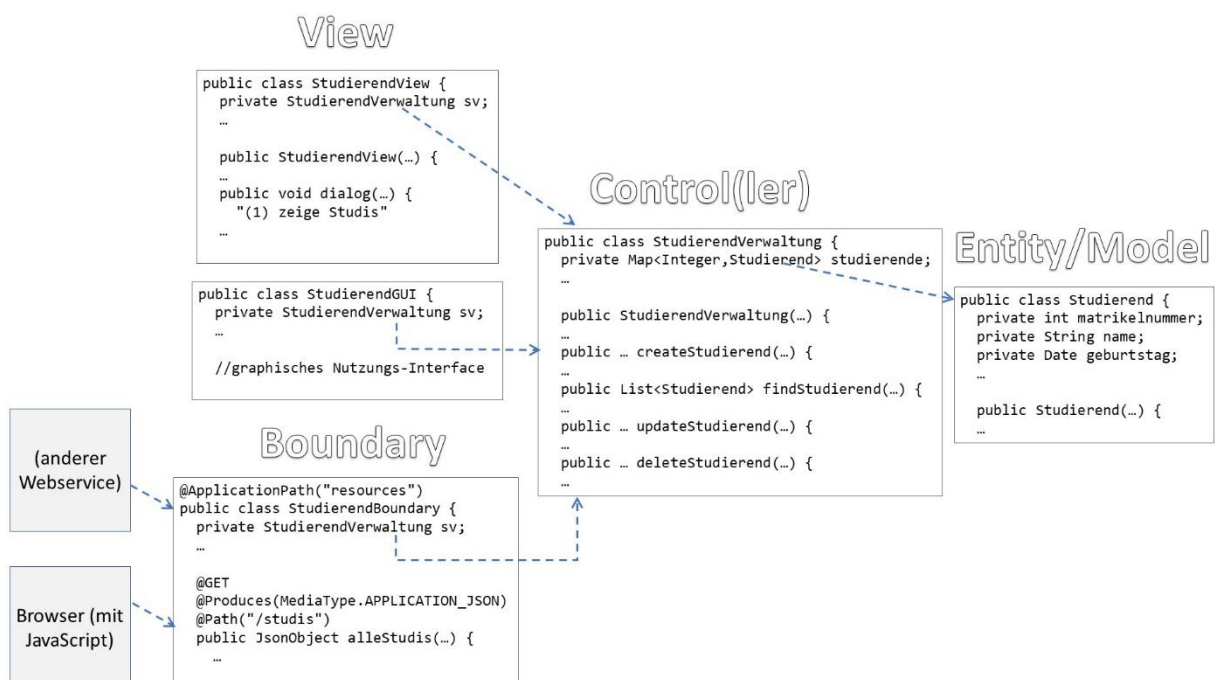 View
public class StudierendView {
private StudierendVerwaltung sv;
…
public StudierendView(…) {
…
public void dialog(…) {
"(1) zeige Studis"
…
public class StudierendGUI {
private StudierendVerwaltung sv;
…
//graphisches Nutzungs-Interface
Control(ler)
public class StudierendVerwaltung {
private Map<Integer,Studierend> studierende;
…
public StudierendVerwaltung(…) {
…
public … createStudierend(…) {
…
public List<Studierend> findStudierend(…) {
…
public … updateStudierend(…) {
…
public … deleteStudierend(…) {
…
Entity/Model
public class Studierend {
private int matrikelnummer;
private String name;
private Date geburtstag;
…
public Studierend(…) {
…
(anderer
Webservice)
Browser (mit
JavaScript)
Boundary
@ApplicationPath("resources")
public class StudierendBoundary {
private StudierendVerwaltung sv;
…
@GET
@Produces(MediaType.APPLICATION_JSON)
@Path("/studis")
public JsonObject alleStudis(…) {
…